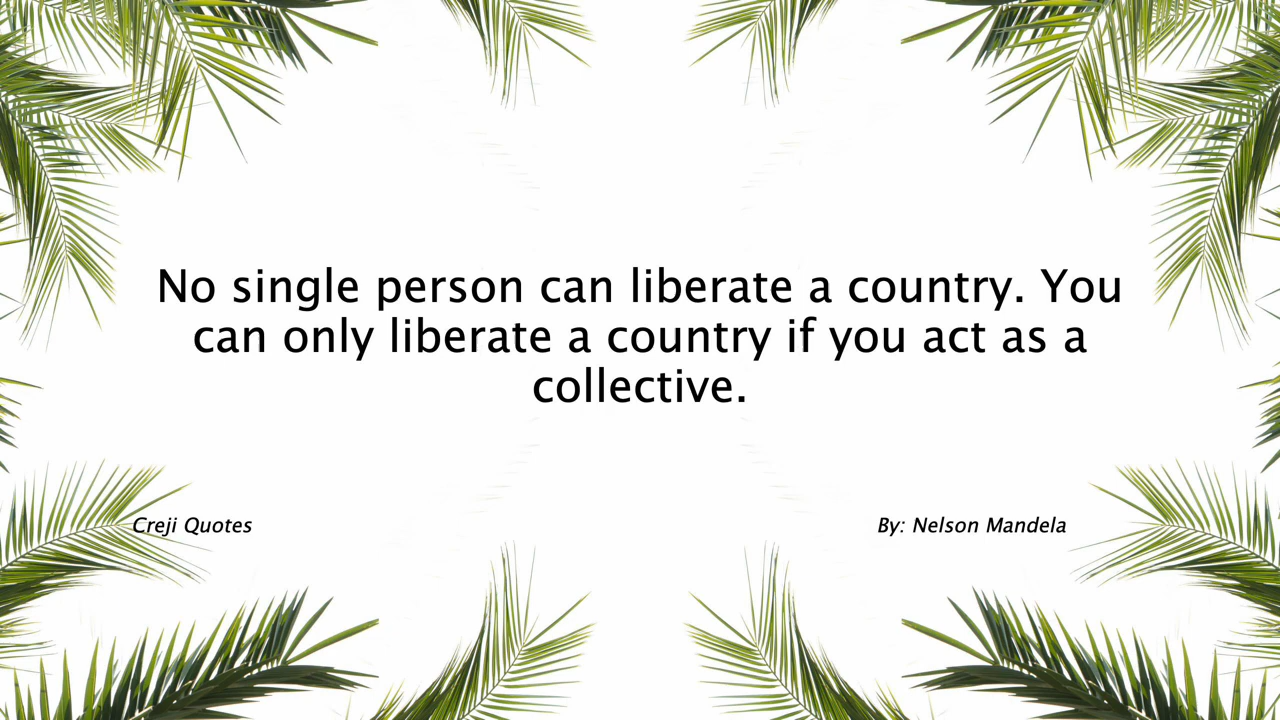 No single person can liberate a country. You
can only liberate a country if you act as a
collective.
Creji Quotes
By: Nelson Mandela